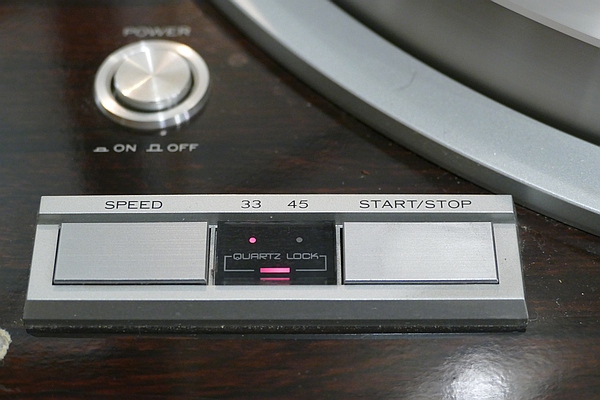 POWER
ON OFF
SPEED 33 45 START/STOP
QUARTZ LOCK